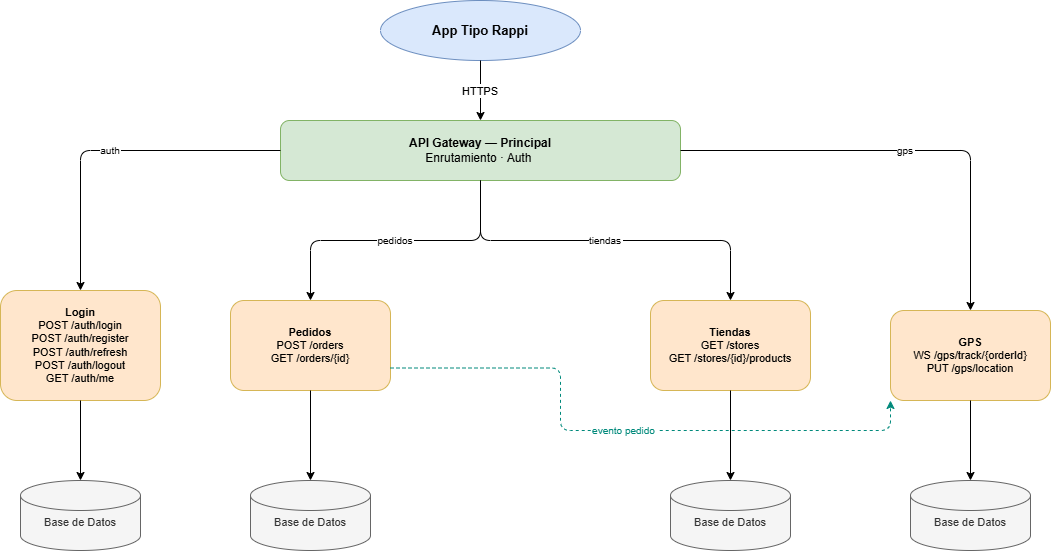 App Tipo Rappi
HTTPS
API Gateway — Principal
Enrutamiento · Auth
auth
gps
pedidos
tiendas
Login
POST /auth/login
POST /auth/register
POST /auth/refresh
POST /auth/logout
GET /auth/me
Pedidos
POST /orders
GET /orders/{id}
Tiendas
GET /stores
GET /stores/{id}/products
GPS
WS /gps/track/{orderId}
PUT /gps/location
evento pedido
Base de Datos
Base de Datos
Base de Datos
Base de Datos